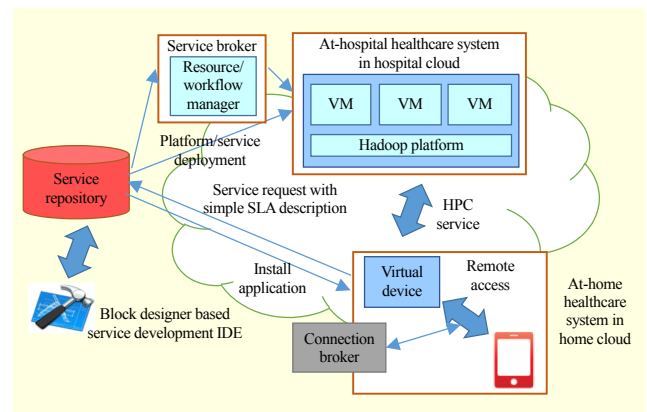 Service broker
Resource/
workflow
manager
At-hospital healthcare system
in hospital cloud
VM
VM
VM
Hadoop platform
Platform/service
deployment
Service
repository
Service request with
simple SLA description
HPC
service
Install
application
Virtual
device
Remote
access
At-home
healthcare
system in
home cloud
Block designer based
service development IDE
Connection
broker